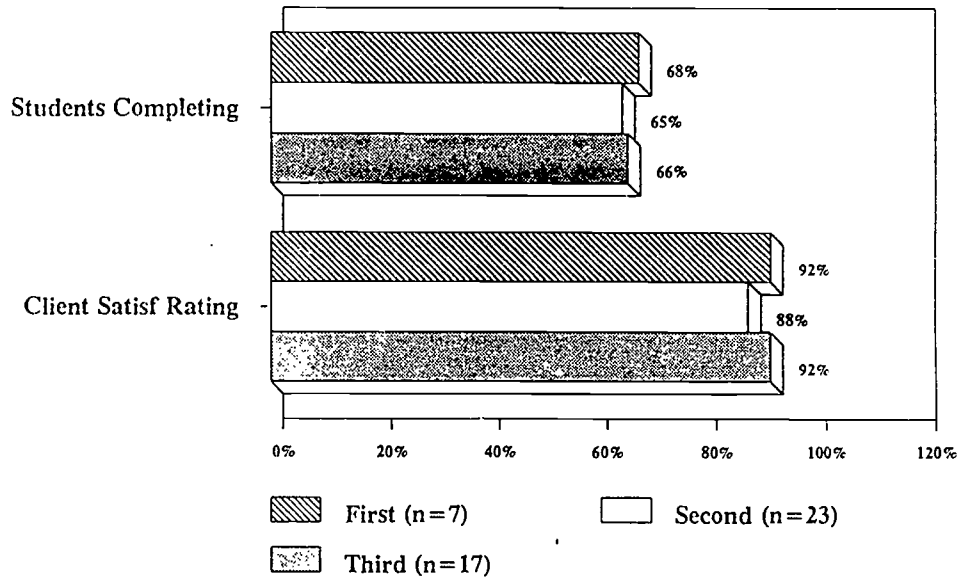 68%
Students Completing
65%
66%
92%
Client Satisf Rating
88%
92%
0% 20% 40% 60% 80% 100% 120%
First (n=7) Second (n=23)
Third (n=17)